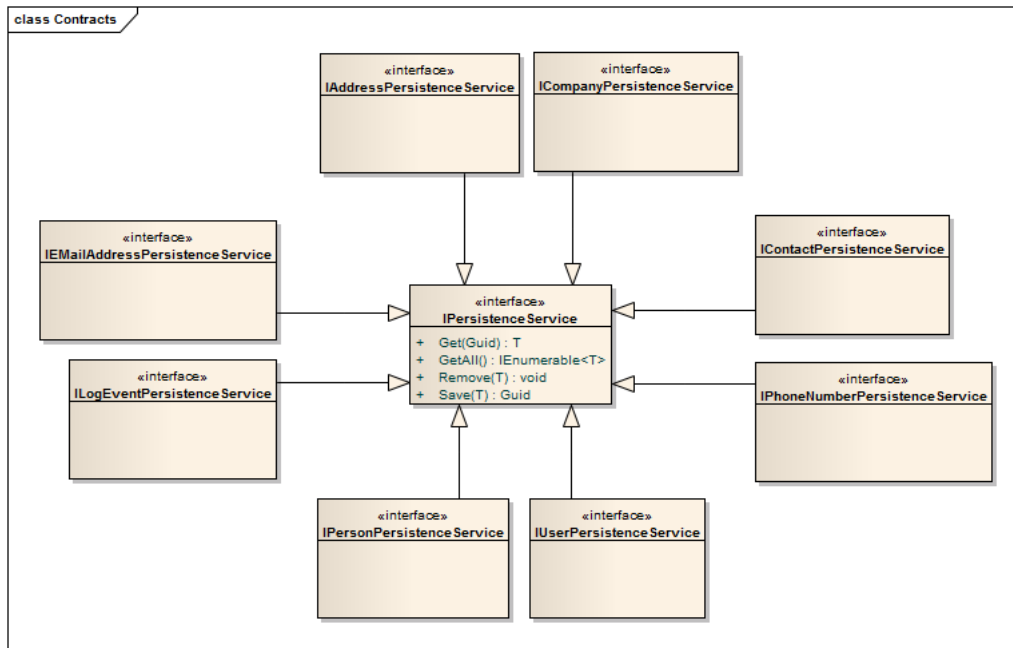 class Contracts
«interface»
IAddressPersistenceService
«interface»
ICompanyPersistenceService
«interface»
IEMailAddressPersistenceService
«interface»
IContactPersistenceService
«interface»
IPersistenceService
+ Get(Guid) : T
+ GetAll() : IEnumerable<T>
+ Remove(T) : void
+ Save(T) : Guid
«interface»
ILogEventPersistenceService
«interface»
IPhoneNumberPersistenceService
«interface»
IPersonPersistenceService
«interface»
IUserPersistenceService